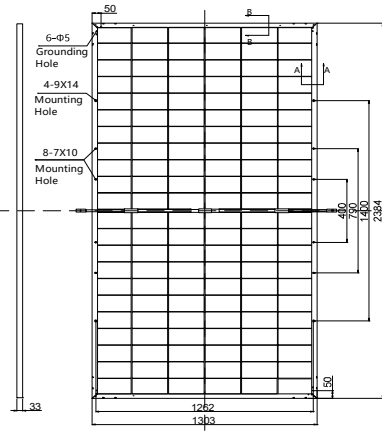 50
B
B
6-Φ5
Grounding
Hole
A
A
4-9X14
Mounting
Hole
8-7X10
Mounting
Hole
400
790
1400
2384
50
33
1262
1303